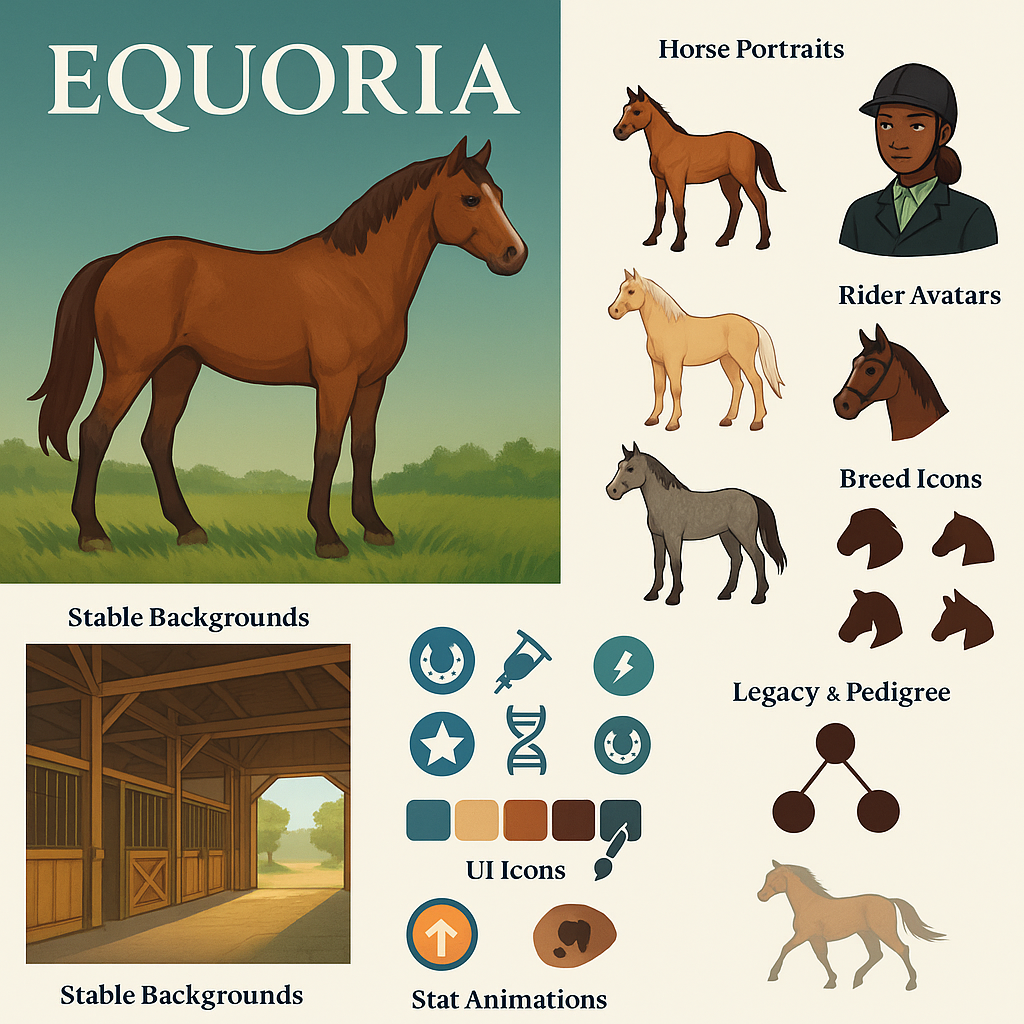 EQUORIA
Horse Portraits
Rider Avatars
Breed Icons
Stable Backgrounds
Legacy & Pedigree
UI Icons
Stable Backgrounds
Stat Animations